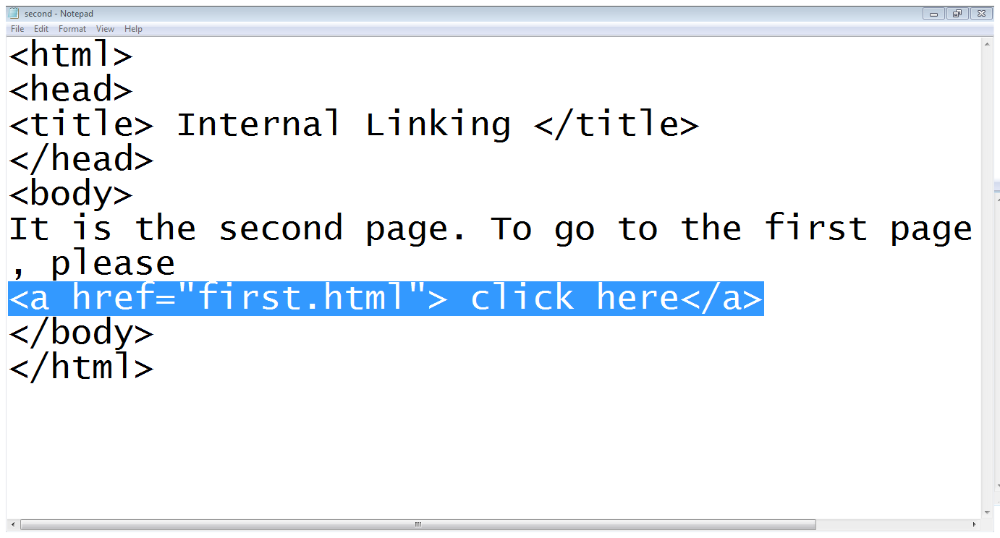 second - Notepad
File Edit Format View Help
<html>
<head>
<title> Internal Linking </title>
</head>
<body>
It is the second page. To go to the first page
, please
<a href="first.html"> click here</a>
</body>
</html>